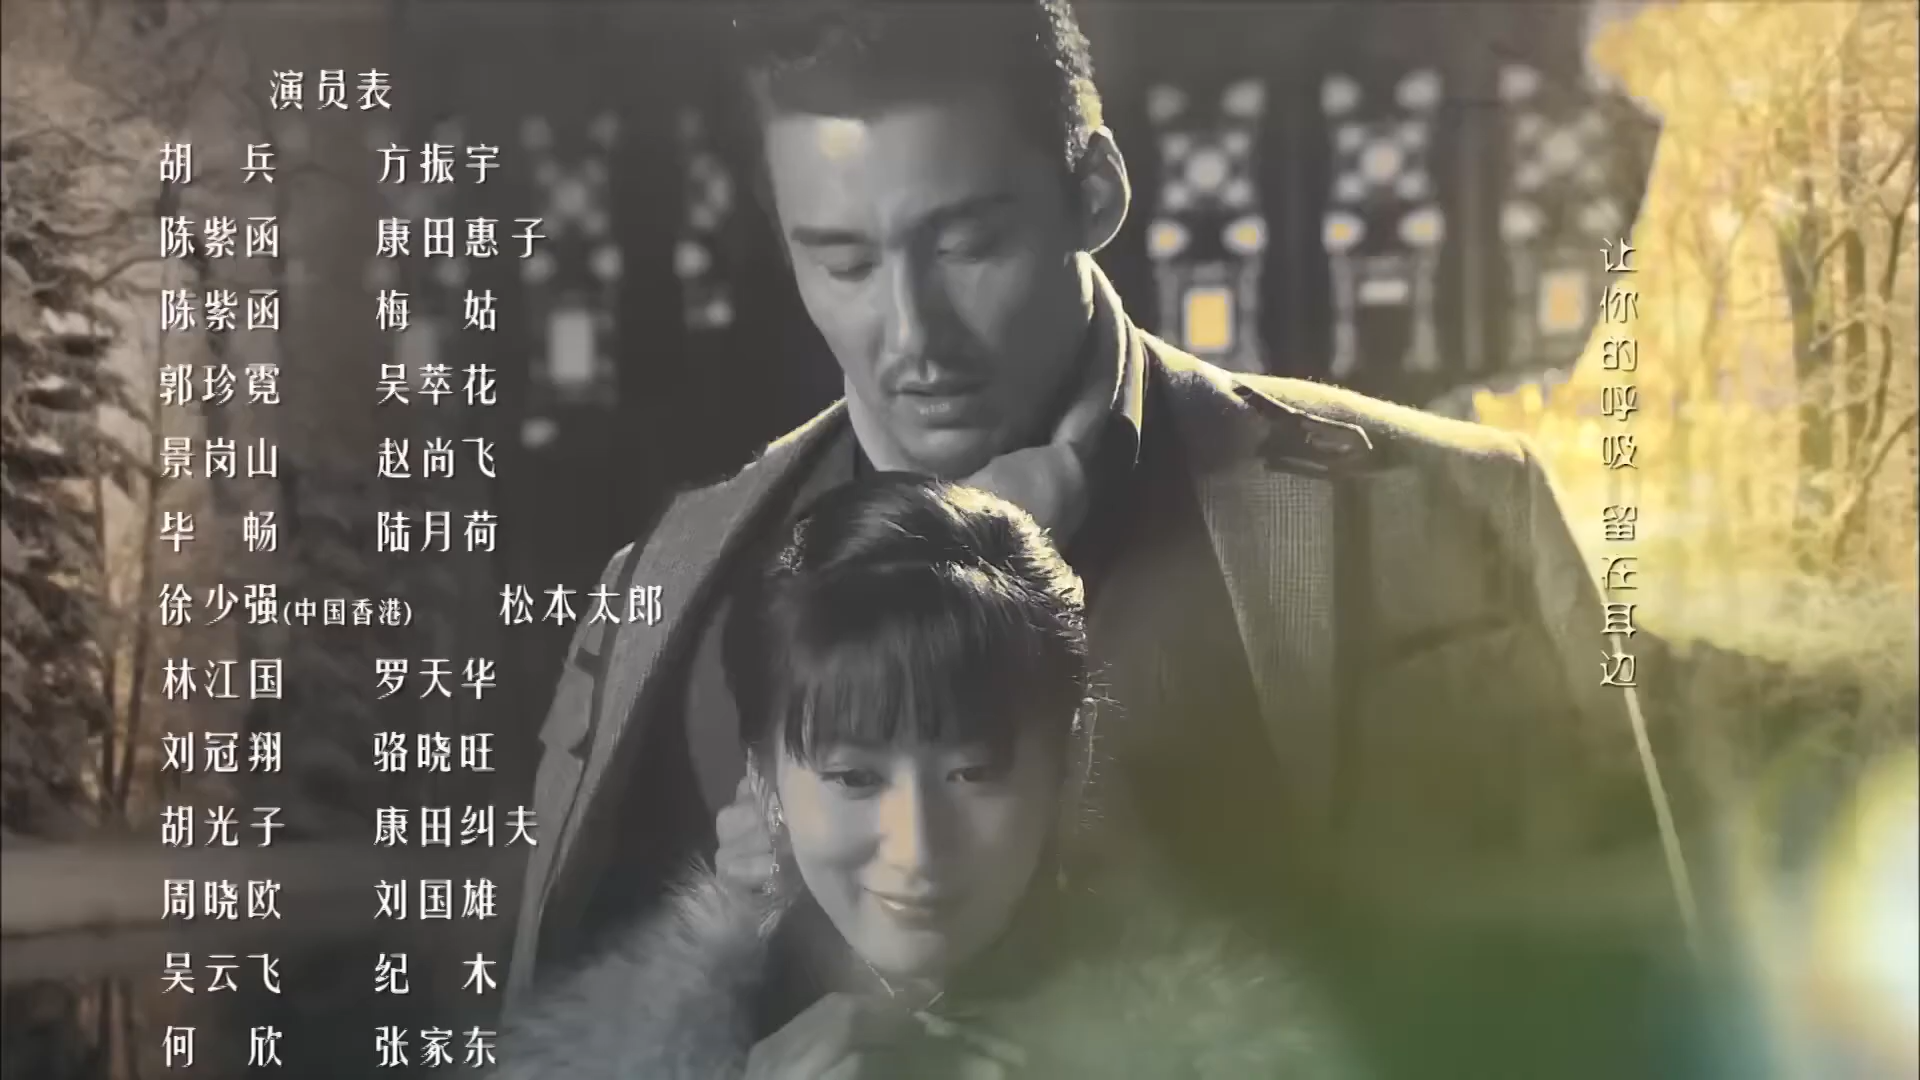 演员表
胡 兵 方振宇
陈紫函 康田惠子
陈紫函 梅 姑
郭珍霓 吴萃花
景岗山 赵尚飞
毕 畅 陆月荷
徐少强(中国香港) 松本太郎
林江国 罗天华
刘冠翔 骆晓旺
胡光子 康田纠夫
周晓欧 刘国雄
吴云飞 纪 木
何 欣 张家东
让你的呼吸 留在耳边